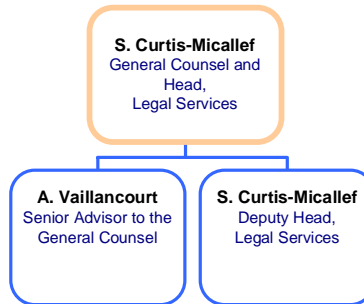 S. Curtis-Micallef
General Counsel and
Head,
Legal Services
A. Vaillancourt
Senior Advisor to the
General Counsel
S. Curtis-Micallef
Deputy Head,
Legal Services